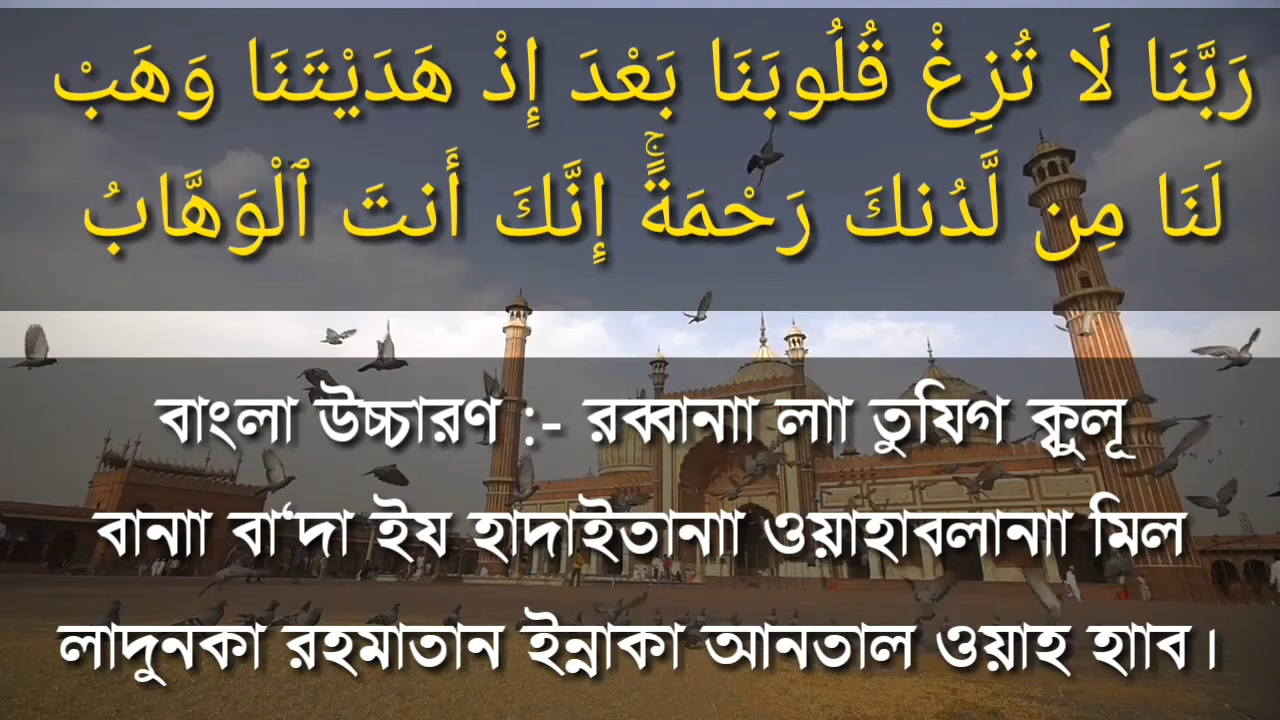 رَبَّنَا لَا تُزِغْ قُلُوبَنَا بَعْدَ إِذْ هَدَيْتَنَا وَهَبْ
لَنَا مِن لَّدُنكَ رَحْمَةًۚ إِنَّكَ أَنتَ ٱلْوَهَّابُ
বাংলা উচ্চারণ :- রব্বানাা লাা তুযিগ ক্বুলূ
বানাা বা‘দা ইয হাদাইতানাা ওয়াহাবলানাা মিল
লাদুনকা রহমাতান ইন্নাকা আনতাল ওয়াহ হাাব।